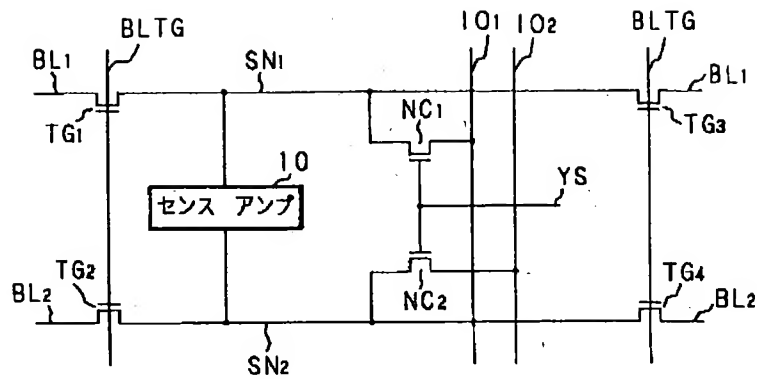 BLTG
IO1
IO2
BLTG
BL1
SN1
BL1
TG1
NC1
TG3
10
YS
センス アンプ
TG2
TG4
BL2
NC2
BL2
SN2